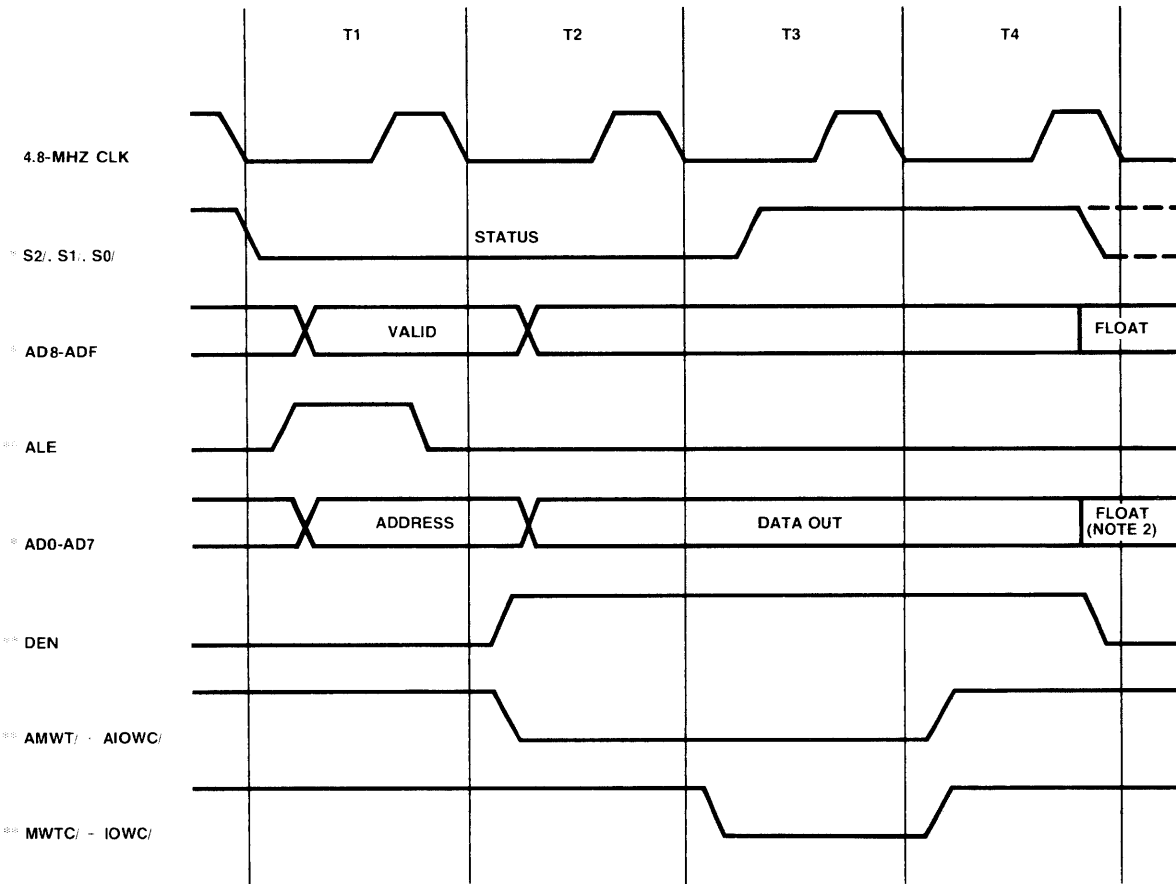 T1 T2 T3 T4
4.8-MHZ CLK
STATUS
* S2/, S1/, S0/
VALID
FLOAT
* AD8-ADF
** ALE
ADDRESS
DATA OUT
FLOAT
(NOTE 2)
* AD0-AD7
** DEN
** AMWT/ - AIOWC/
** MWTC/ - IOWC/